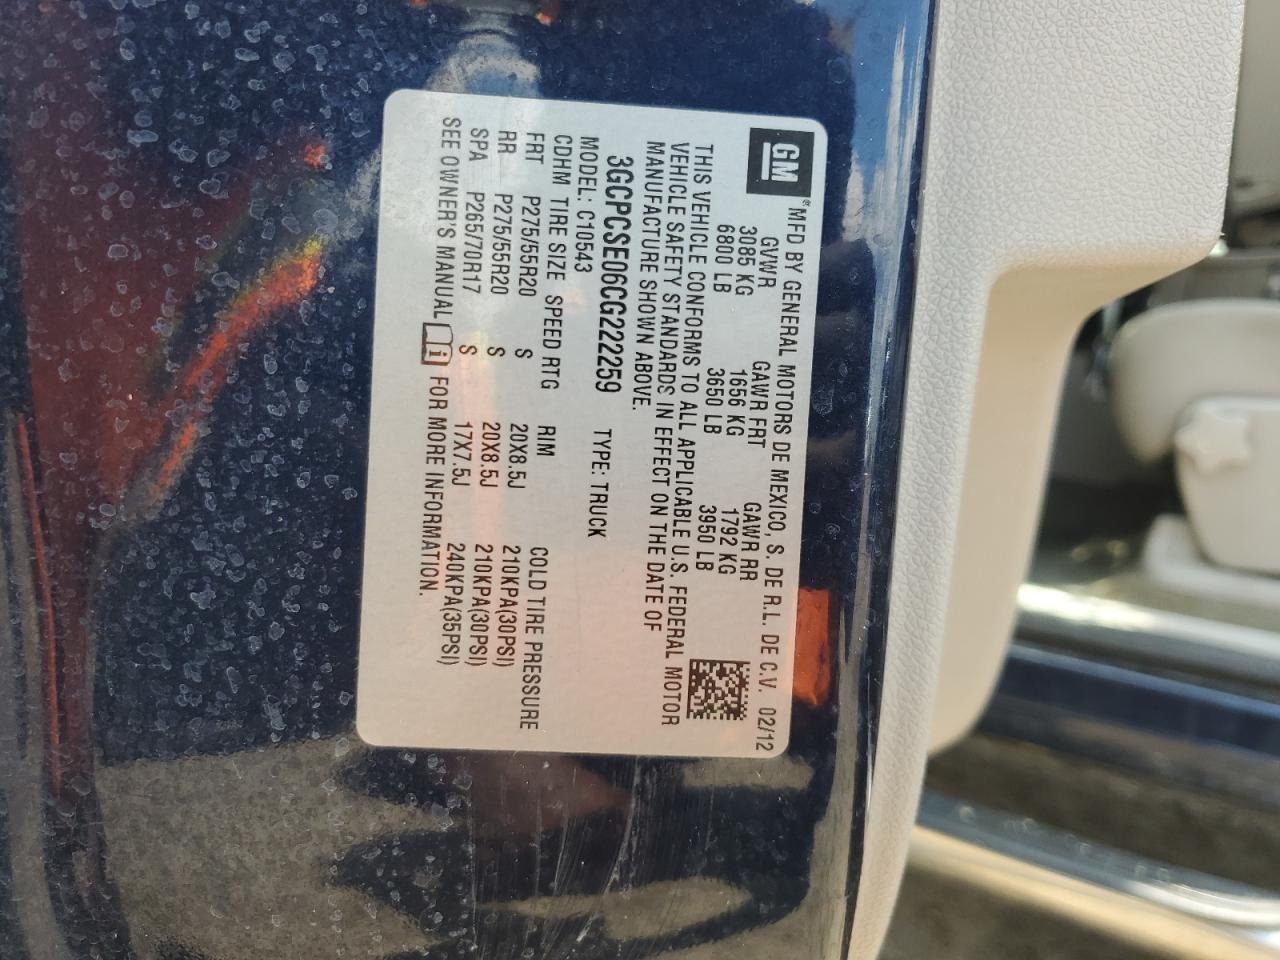 GM
® MFD BY GENERAL MOTORS DE MEXICO, S. DE R.L. DE C.V. 02/12
GVWR GAWR FRT GAWR RR
3085 KG 1656 KG 1792 KG
6800 LB 3650 LB 3950 LB
THIS VEHICLE CONFORMS TO ALL APPLICABLE U.S. FEDERAL MOTOR
VEHICLE SAFETY STANDARDS IN EFFECT ON THE DATE OF
MANUFACTURE SHOWN ABOVE.
3GCPCSE06CG222259 TYPE: TRUCK
MODEL: C10543
CDHM TIRE SIZE SPEED RTG RIM COLD TIRE PRESSURE
FRT P275/55R20 S 20X8.5J 210KPA(30PSI)
RR P275/55R20 S 20X8.5J 210KPA(30PSI)
SPA P265/70R17 S 17X7.5J 240KPA(35PSI)
SEE OWNER'S MANUAL i FOR MORE INFORMATION.